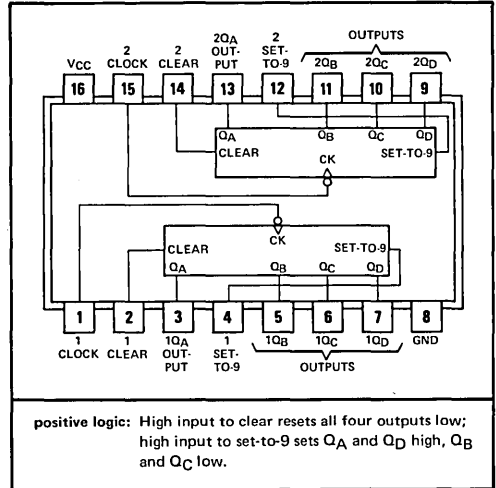 OUTPUTS
2 2 2QA 2
VCC CLOCK CLEAR OUT-PUT SET-TO-9 2QB 2QC 2QD
16 15 14 13 12 11 10 9
QA QB QC QD
CLEAR SET-TO-9
CK
CK
CLEAR SET-TO-9
QA QB QC QD
1 2 3 4 5 6 7 8
1 CLOCK 1 CLEAR 1QA OUT-PUT 1 SET-TO-9 1QB 1QC 1QD GND
OUTPUTS
positive logic: High input to clear resets all four outputs low;
high input to set-to-9 sets QA and QD high, QB
and QC low.